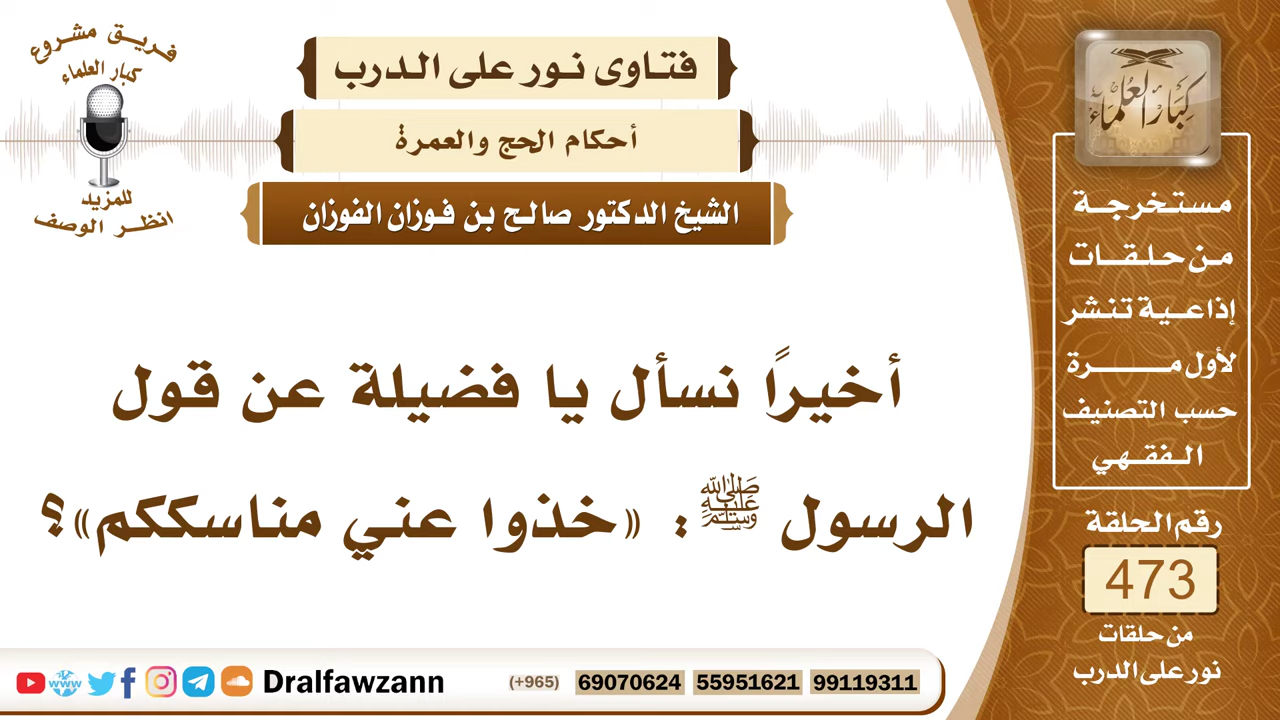 فريق مشروع
كبار العلماء
للمزيد
انظر الوصف
فتاوى نور على الدرب
أحكام الحج والعمرة
الشيخ الدكتور صالح بن فوزان الفوزان
أخيراً نسأل يا فضيلة عن قول
الرسول ﷺ : «خذوا عني مناسككم»؟
كبار العلماء
مستخرجة
من حلقات
إذاعية تنشر
لأول مرة
حسب التصنيف
الفقهي
رقم الحلقة
473
من حلقات
نور على الدرب
www
Dralfawzann (+965) 69070624 55951621 99119311